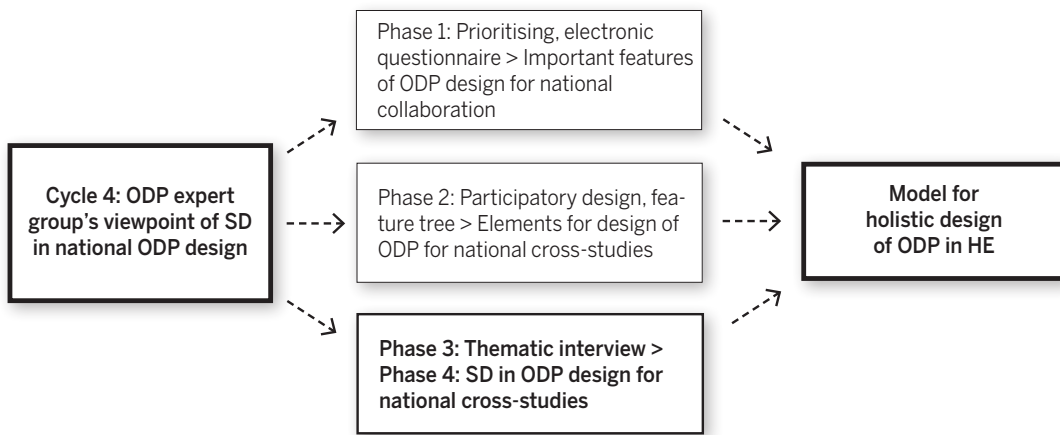 Phase 1: Prioritising, electronic
questionnaire > Important features
of ODP design for national
collaboration
Cycle 4: ODP expert
group’s viewpoint of SD
in national ODP design
Phase 2: Participatory design, fea-
ture tree > Elements for design of
ODP for national cross-studies
Model for
holistic design
of ODP in HE
Phase 3: Thematic interview >
Phase 4: SD in ODP design for
national cross-studies